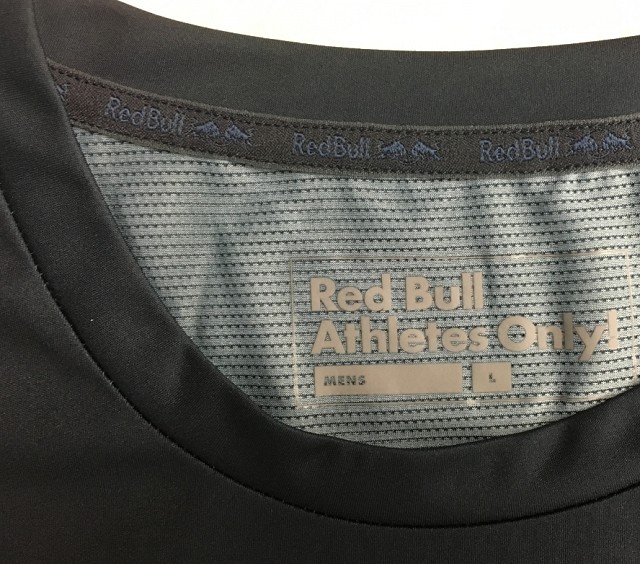 RedBull RedBull RedBull
Red Bull
Athletes Only!
MENS L